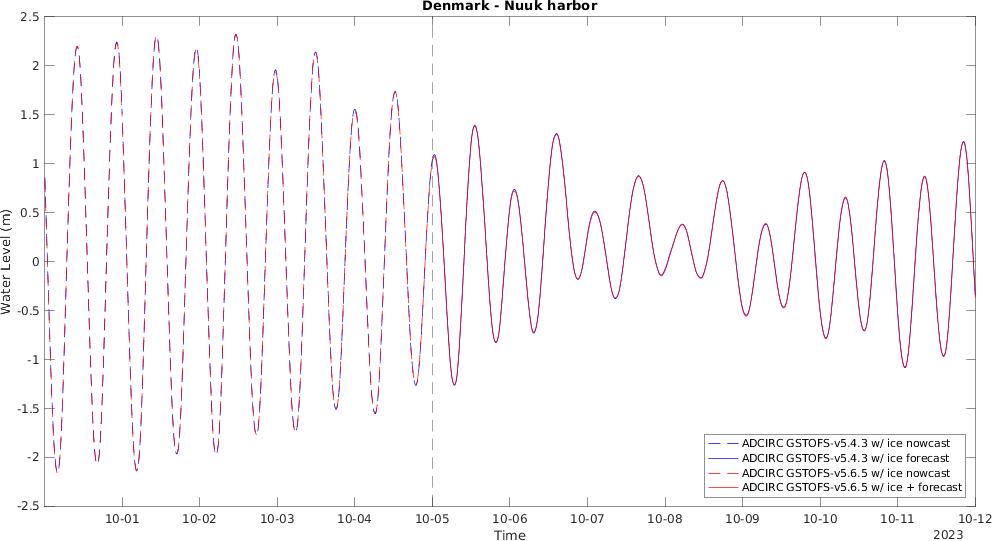 Denmark - Nuuk harbor
2.5
2
1.5
1
0.5
0
-0.5
-1
-1.5
-2
-2.5
Water Level (m)
10-01 10-02 10-03 10-04 10-05 10-06 10-07 10-08 10-09 10-10 10-11 10-12
Time
2023
ADCIRC GSTOFS-v5.4.3 w/ ice nowcast
ADCIRC GSTOFS-v5.4.3 w/ ice forecast
ADCIRC GSTOFS-v5.6.5 w/ ice nowcast
ADCIRC GSTOFS-v5.6.5 w/ ice + forecast